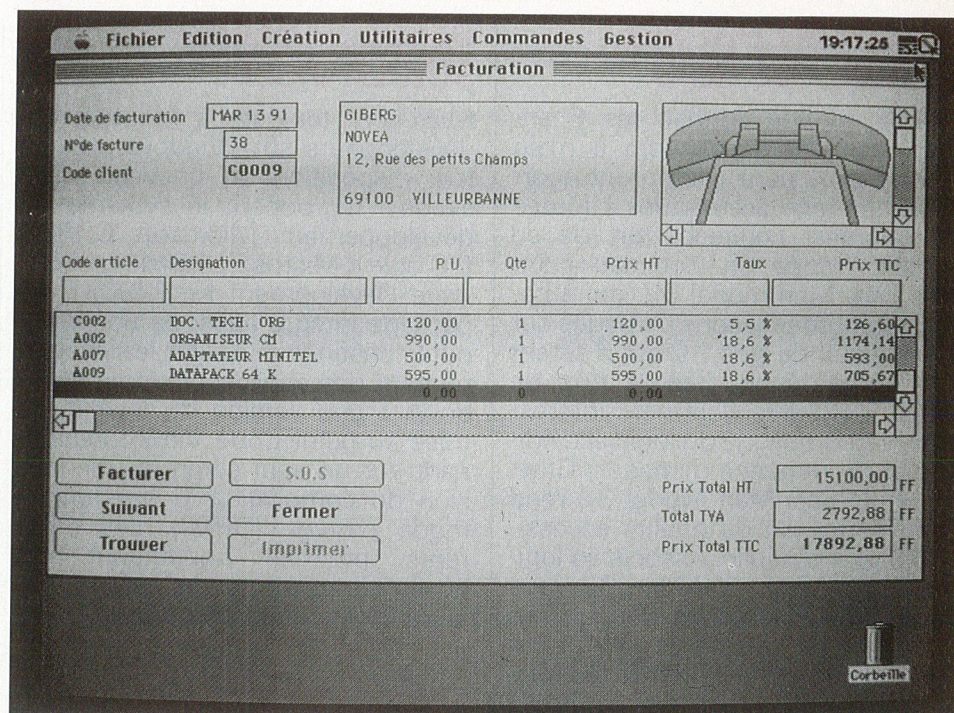 Fichier Edition Création Utilitaires Commandes Gestion 19:17:25
Facturation
Date de facturation MAR 13 91
N°de facture 38
Code client C0009
GIBERG
NOVEA
12, Rue des petits Champs
69100 VILLEURBANNE
Code article Designation P.U. Qte Prix HT Taux Prix TTC
C002 DOC. TECH ORG 120,00 1 120,00 5,5 % 126,60
A002 ORGANISEUR CM 990,00 1 990,00 18,6 % 1174,14
A007 ADAPTATEUR MINITEL 500,00 1 500,00 18,6 % 593,00
A009 DATAPACK 64 K 595,00 1 595,00 18,6 % 705,67
0,00 0 0,00
Facturer S.O.S
Suivant Fermer
Trouver Imprimer
Prix Total HT 15100,00 FF
Total TVA 2792,88 FF
Prix Total TTC 17892,88 FF
Corbeille